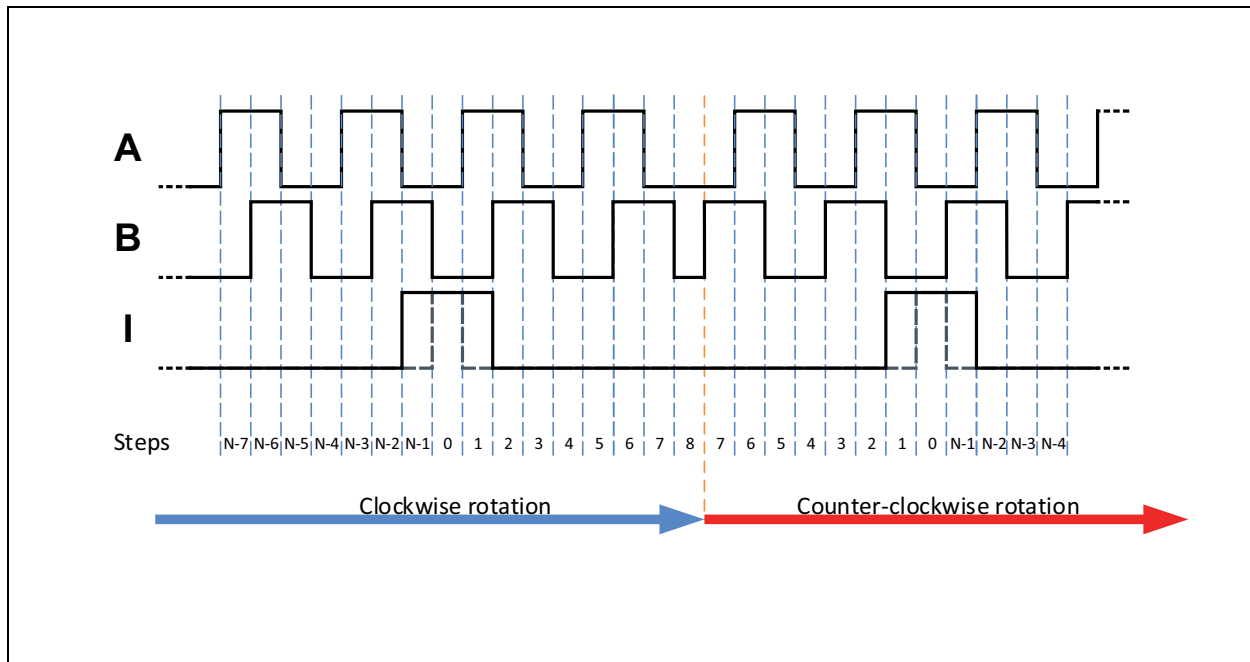 A
B
I
Steps N-7 N-6 N-5 N-4 N-3 N-2 N-1 0 1 2 3 4 5 6 7 8 7 6 5 4 3 2 1 0 N-1 N-2 N-3 N-4
Clockwise rotation Counter-clockwise rotation